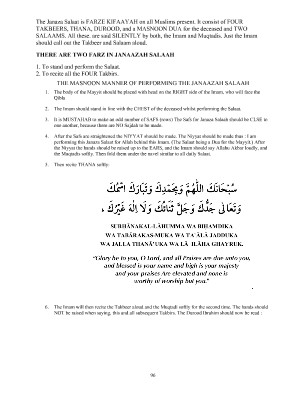 The Janaza Salaat is FARZE KIFAAYAH on all Muslims present. It consist of FOUR
TAKBEERS, THANA, DUROOD, and a MASNOON DUA for the deceased and TWO
SALAAMS. All these, are said SILENTLY by both, the Imam and Muqtadis. Just the Imam
should call out the Takbeer and Salaam aloud.
THERE ARE TWO FARZ IN JANAAZAH SALAAH
1. To stand and perform the Salaat.
2. To recite all the FOUR Takbirs.
THE MASNOON MANNER OF PERFORMING THE JANAAZAH SALAAH
1. The body of the Mayyit should be placed with head on the RIGHT side of the Imam, who will face the
Qibla
2. The Imam should stand in line with the CHEST of the deceased whilst performing the Salaat.
3. It is MUSTAHAB to make an odd number of SAFS (rows) The Safs for Janaza Salaah should be CLSE to
one another, because there are NO Sajdah to be made.
4. After the Safs are straightened the NIYYAT should be made. The Niyyat should be made thus : I am
performing this Janaza Salaat for Allah behind this Imam. (The Salaat being a Dua for the Mayyit.) After
the Niyyat the hands should be raised up to the EARS, and the Imam should say Allahu Akbar loudly, and
the Muqtadis softly. Then fold them under the navel similar to all daily Salaat.
5. Then recite THANA softly:
سُبْحَانَكَ اللَّهُمَّ وَبِحَمْدِكَ وَتَبَارَكَ اسْمُكَ
وَتَعَالَى جَدُّكَ وَجَلَّ ثَنَائُكَ وَلَا اِلٰهَ غَيْرُكَ ،
SUBHĀNAKAL-LĀHUMMA WA BIHAMDIKA
WA TABĀRAKAS-MUKA WA TA'ĀLĀ JADDUKA
WA JALLA THANĀ'UKA WA LĀ ILĀHA GHAYRUK.
"Glory be to you, O Lord, and all Praises are due unto you,
and blessed is your name and high is your majesty
and your praises Are elevated and none is
worthy of worship but you."
6. The Imam will then recite the Takbeer aloud and the Muqtadi softly for the second time. The hands should
NOT be raised when saying, this and all subsequent Takbirs. The Durood Ibrahim should now be read :
96